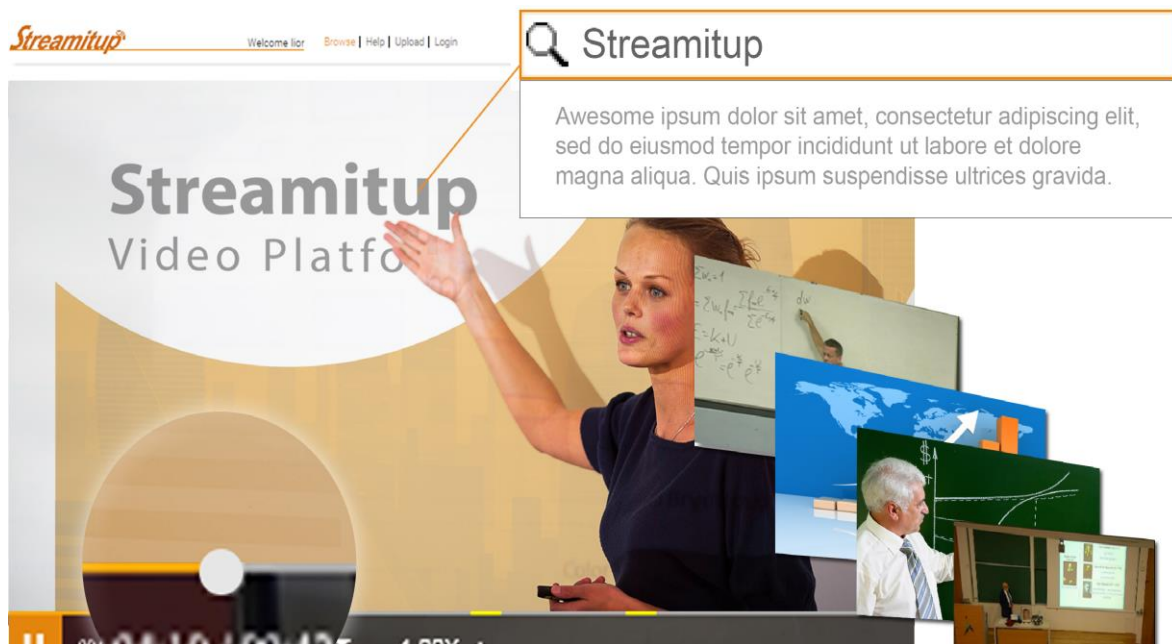 Streamitup
Welcome lior Browse | Help | Upload | Login
Streamitup
Awesome ipsum dolor sit amet, consectetur adipiscing elit,
sed do eiusmod tempor incididunt ut labore et dolore
magna aliqua. Quis ipsum suspendisse ultrices gravida.
Streamitup
Video Platfo